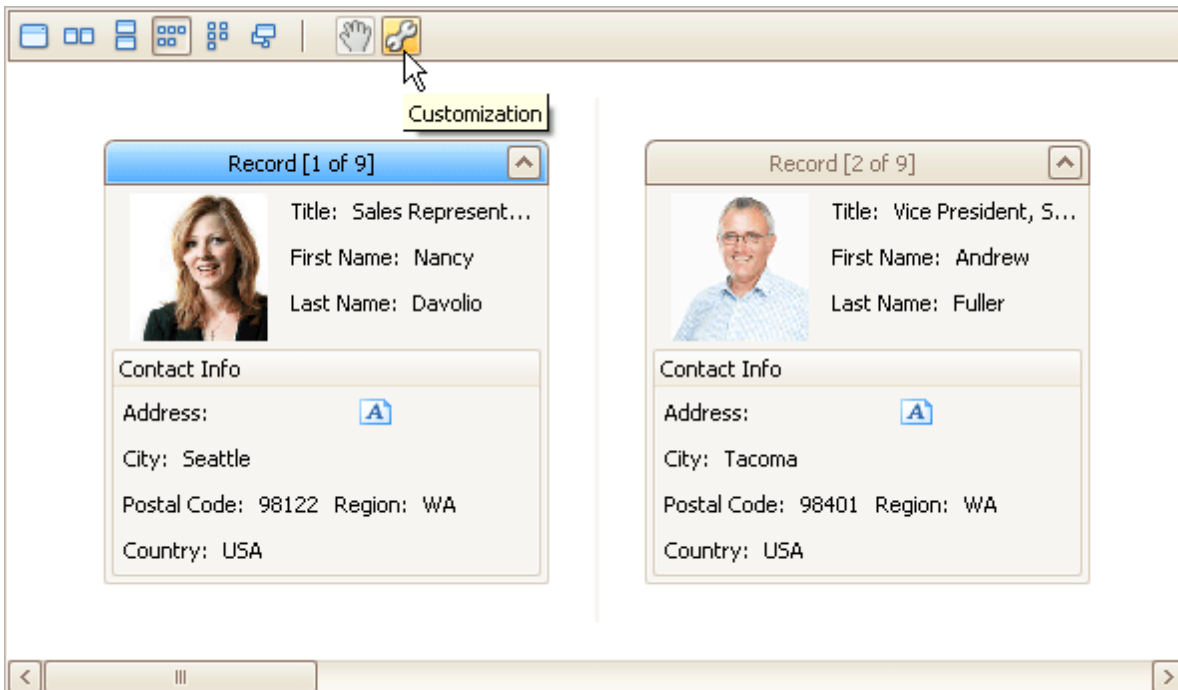 Customization
Record [1 of 9]
Title: Sales Represent...
First Name: Nancy
Last Name: Davolio
Contact Info
Address:
A
City: Seattle
Postal Code: 98122 Region: WA
Country: USA
Record [2 of 9]
Title: Vice President, S...
First Name: Andrew
Last Name: Fuller
Contact Info
Address:
A
City: Tacoma
Postal Code: 98401 Region: WA
Country: USA